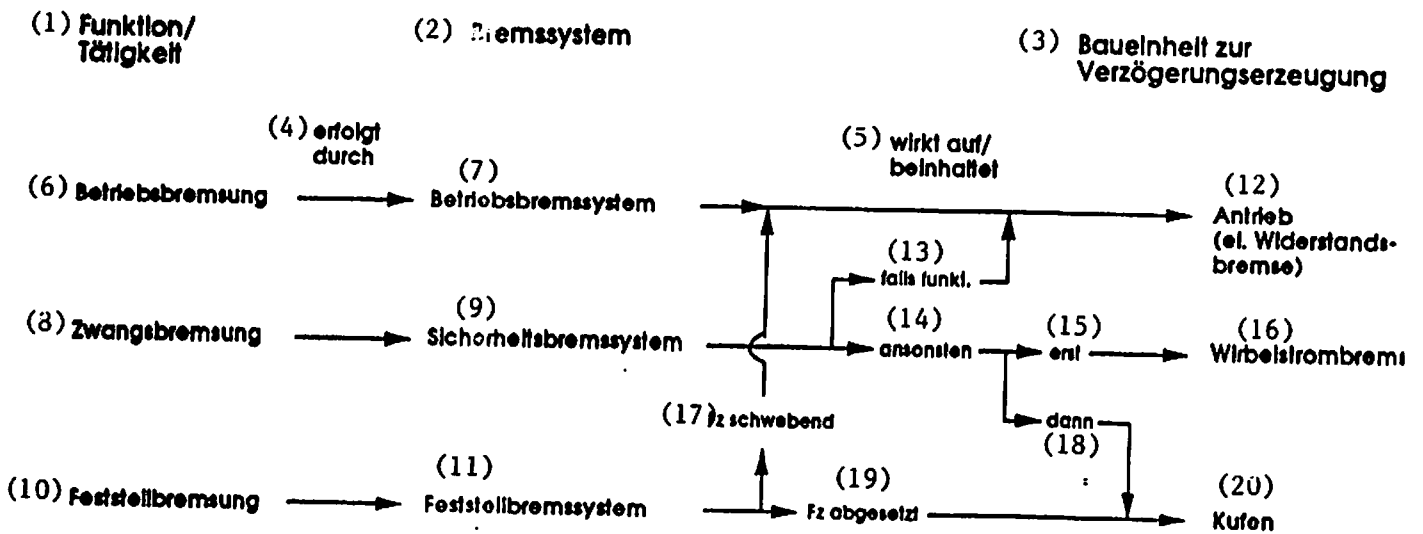 (1) Funktion/
Tätigkeit
(2) Bremssystem
(3) Baueinheit zur
Verzögerungserzeugung
(4) erfolgt
durch
(5) wirkt auf/
beinhaltet
(6) Betriebsbremsung
(7)
Betriebsbremssystem
(12)
Antrieb
(el. Widerstands-
bremse)
(13)
falls funkt.
(8) Zwangsbremsung
(9)
Sicherheitsbremssystem
(14)
ansonsten
(15)
erst
(16)
Wirbelstrombrems
(17) Fz schwebend
dann
(18)
(10) Feststellbremsung
(11)
Feststellbremssystem
(19)
Fz abgesetzt
(20)
Kufen